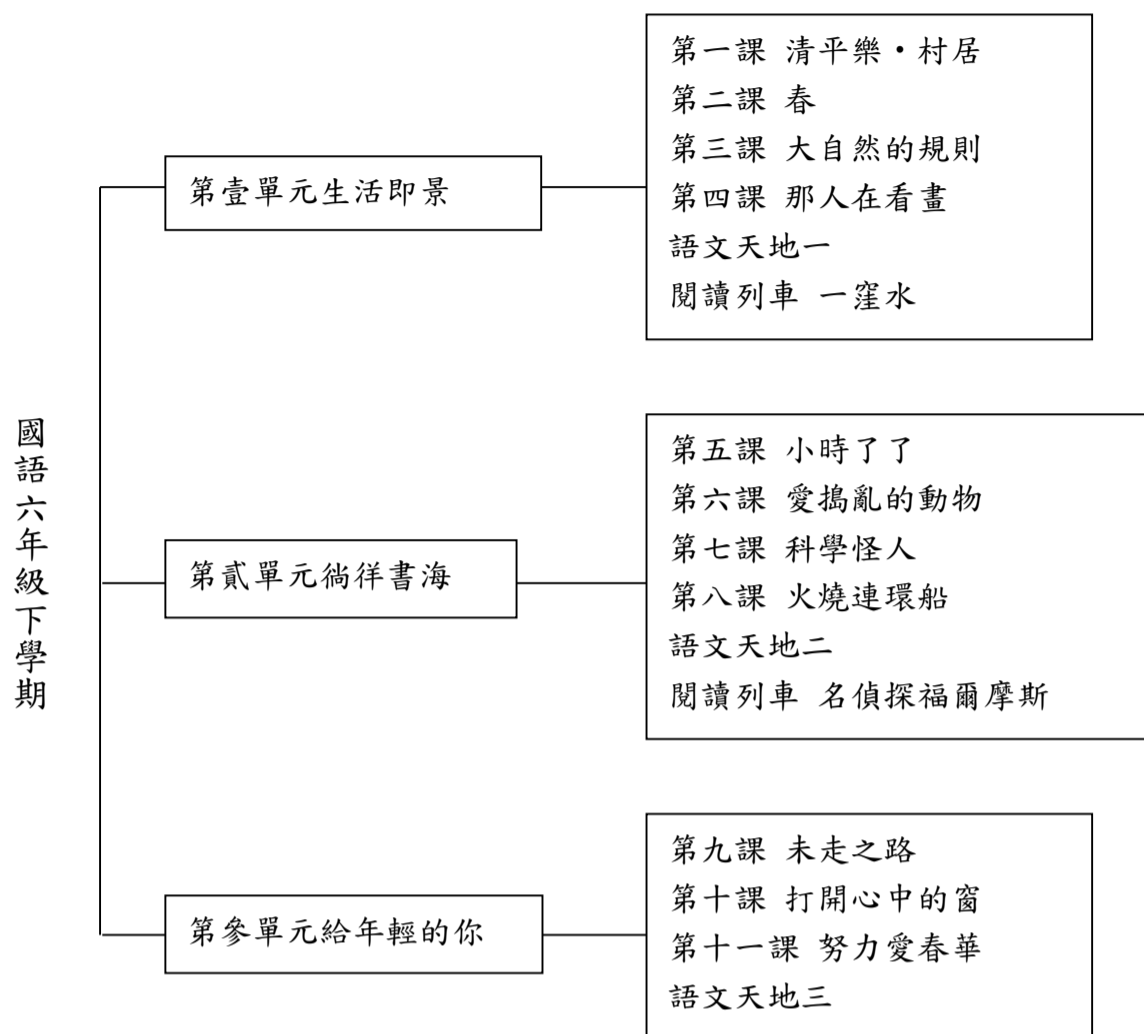 國語六年級下學期
第壹單元生活即景
第一課 清平樂·村居
第二課 春
第三課 大自然的規則
第四課 那人在看畫
語文天地一
閱讀列車 一窪水
第貳單元徜徉書海
第五課 小時了了
第六課 愛搗亂的動物
第七課 科學怪人
第八課 火燒連環船
語文天地二
閱讀列車 名偵探福爾摩斯
第參單元給年輕的你
第九課 未走之路
第十課 打開心中的窗
第十一課 努力愛春華
語文天地三